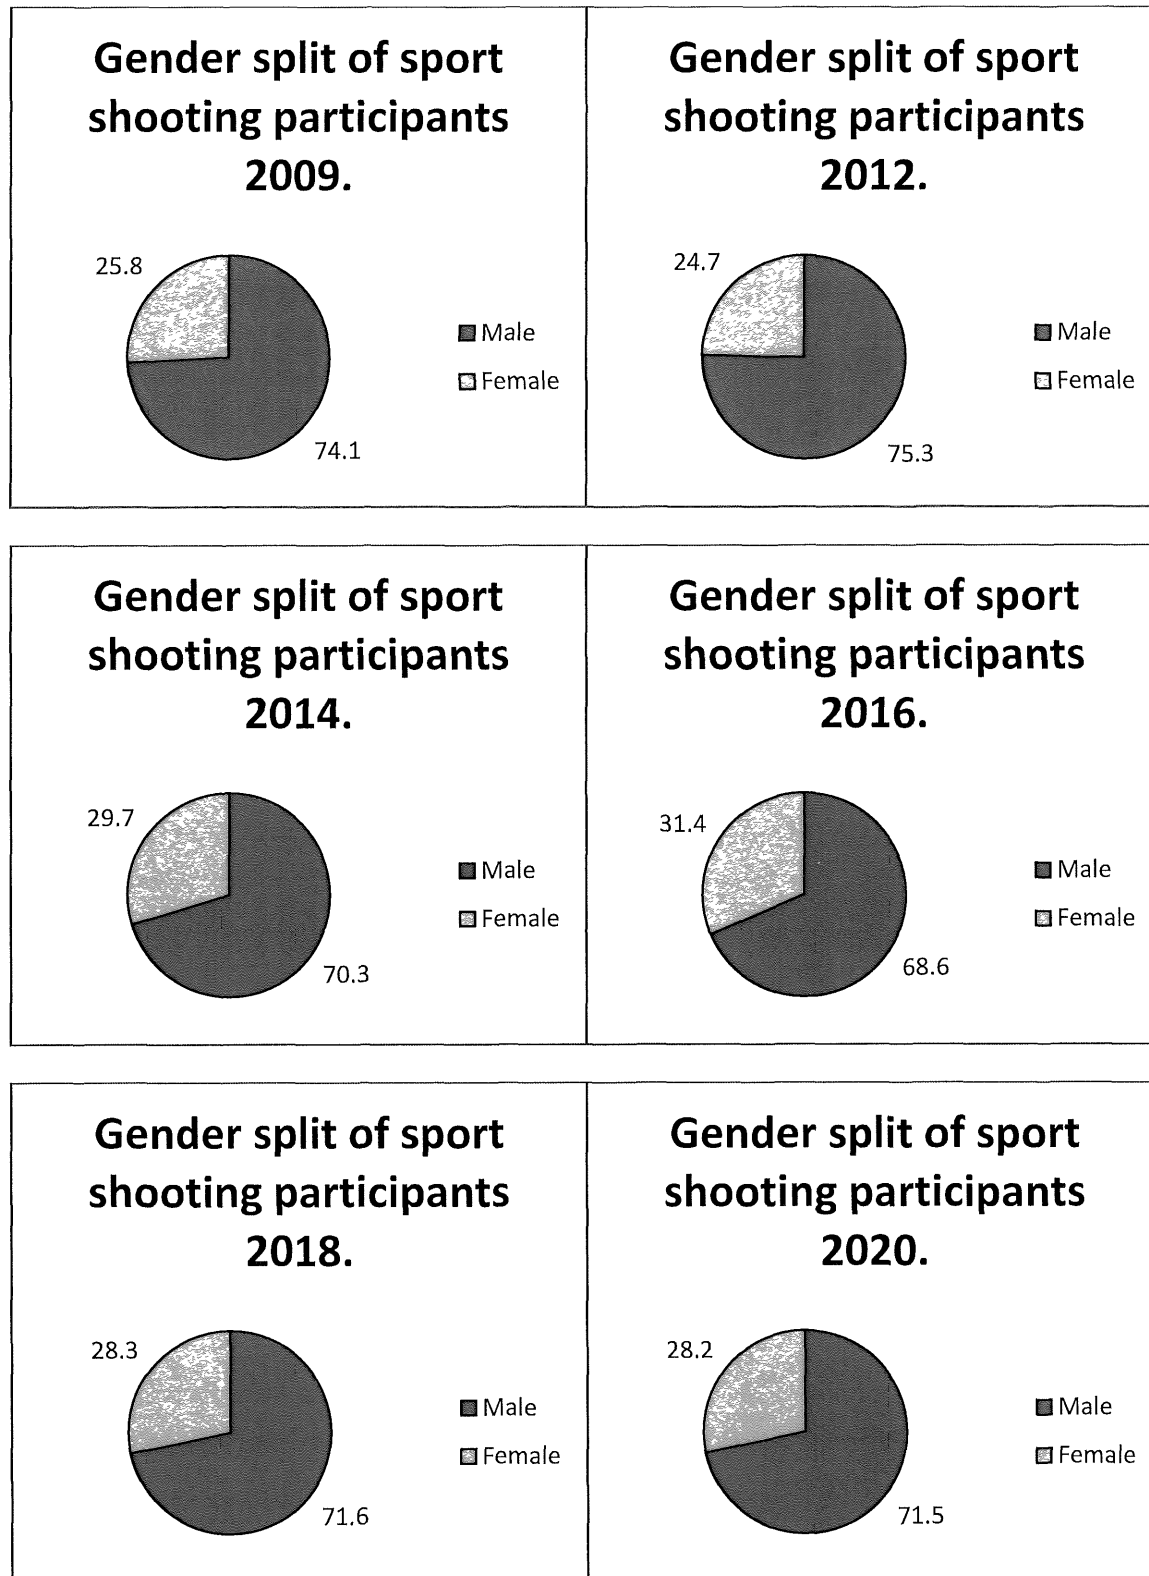 Gender split of sport
shooting participants
2009.
25.8
74.1
Male
Female
Gender split of sport
shooting participants
2012.
24.7
75.3
Male
Female
Gender split of sport
shooting participants
2014.
29.7
70.3
Male
Female
Gender split of sport
shooting participants
2016.
31.4
68.6
Male
Female
Gender split of sport
shooting participants
2018.
28.3
71.6
Male
Female
Gender split of sport
shooting participants
2020.
28.2
71.5
Male
Female